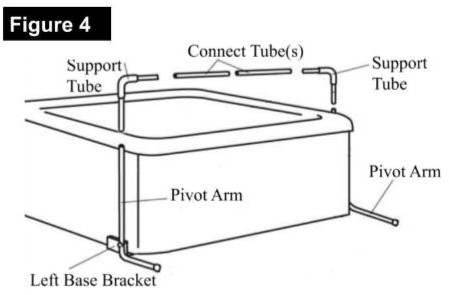 Figure 4
Connect Tube(s)
Support
Tube
Support
Tube
Pivot Arm
Pivot Arm
Left Base Bracket